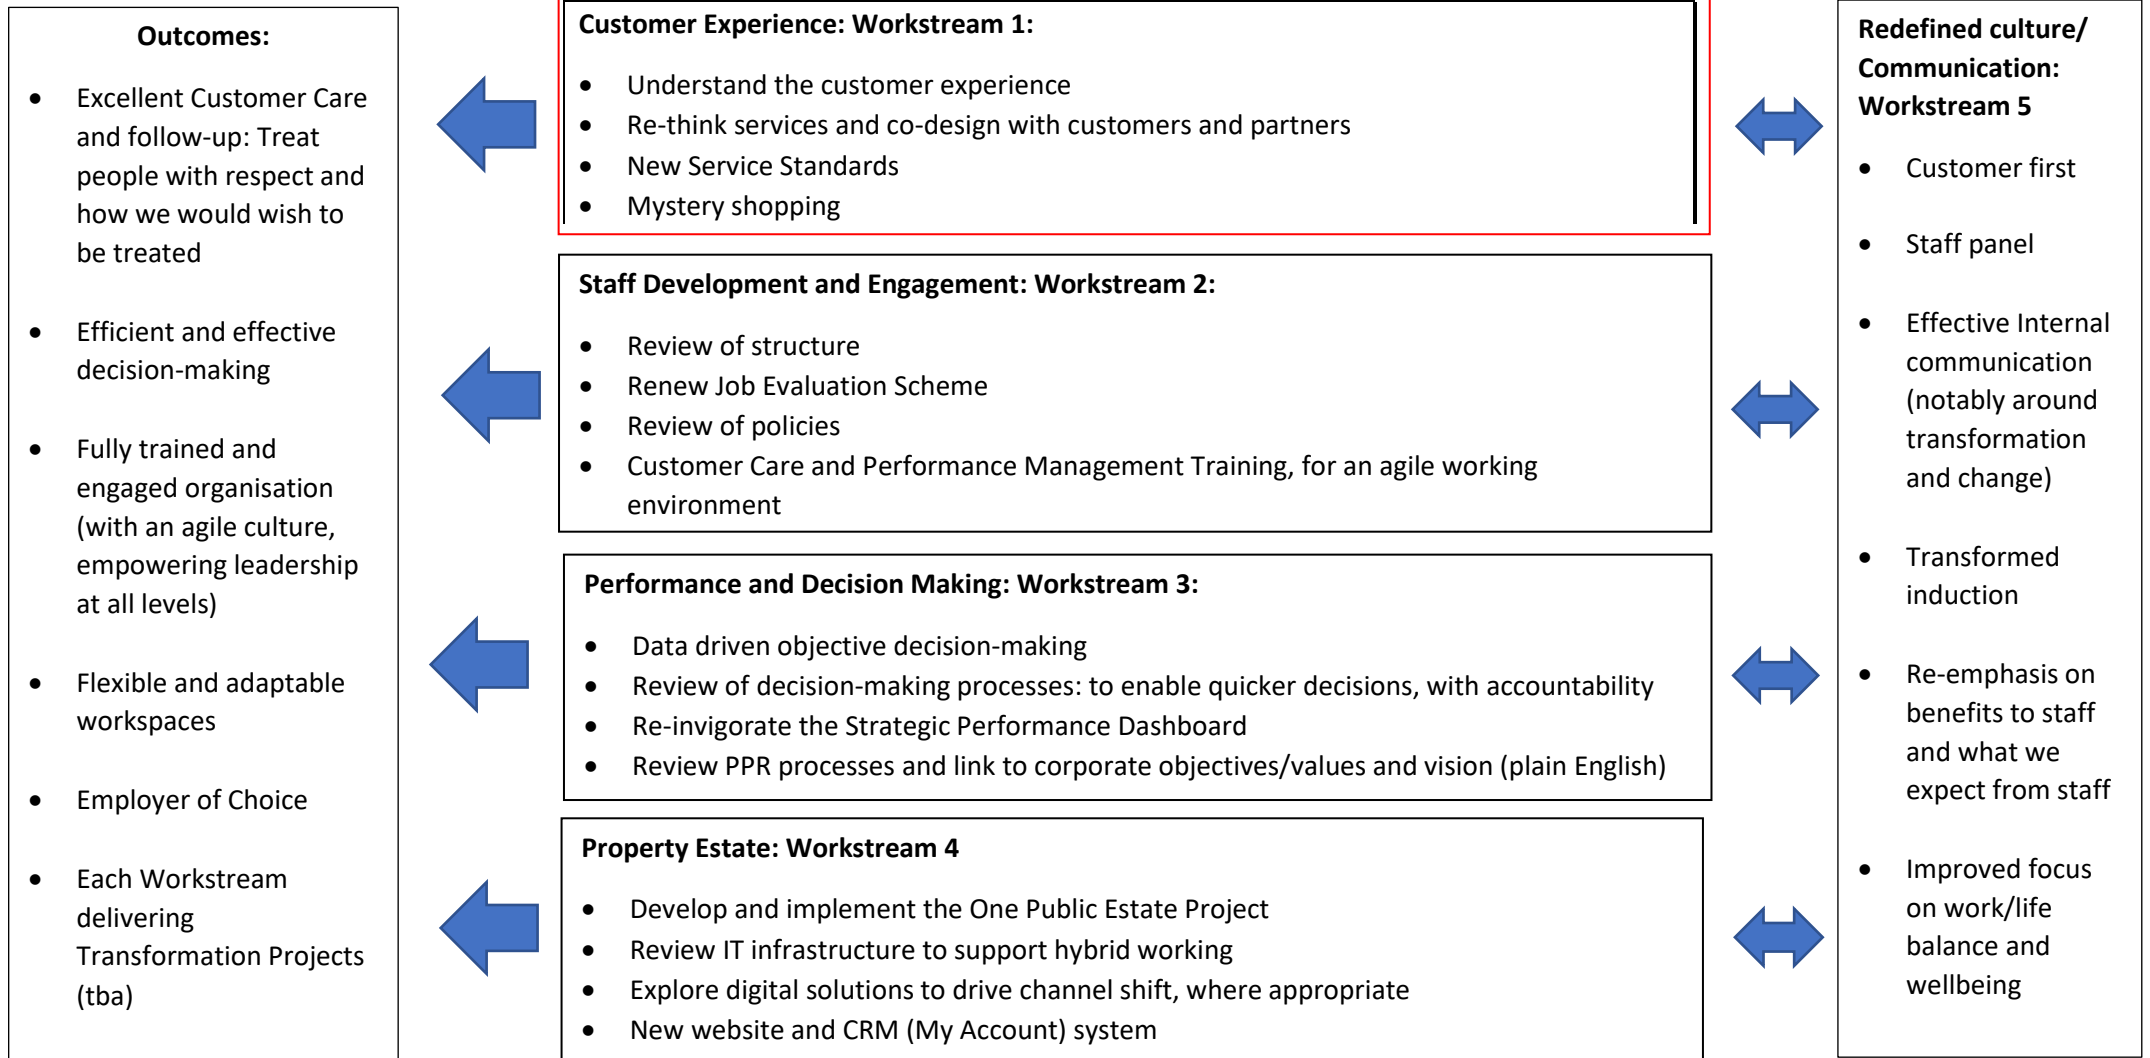 Outcomes:
• Excellent Customer Care
and follow-up: Treat
people with respect and
how we would wish to
be treated
• Efficient and effective
decision-making
• Fully trained and
engaged organisation
(with an agile culture,
empowering leadership
at all levels)
• Flexible and adaptable
workspaces
• Employer of Choice
• Each Workstream
delivering
Transformation Projects
(tba)
Customer Experience: Workstream 1:
• Understand the customer experience
• Re-think services and co-design with customers and partners
• New Service Standards
• Mystery shopping
Staff Development and Engagement: Workstream 2:
• Review of structure
• Renew Job Evaluation Scheme
• Review of policies
• Customer Care and Performance Management Training, for an agile working
environment
Performance and Decision Making: Workstream 3:
• Data driven objective decision-making
• Review of decision-making processes: to enable quicker decisions, with accountability
• Re-invigorate the Strategic Performance Dashboard
• Review PPR processes and link to corporate objectives/values and vision (plain English)
Property Estate: Workstream 4
• Develop and implement the One Public Estate Project
• Review IT infrastructure to support hybrid working
• Explore digital solutions to drive channel shift, where appropriate
• New website and CRM (My Account) system
Redefined culture/
Communication:
Workstream 5
• Customer first
• Staff panel
• Effective Internal
communication
(notably around
transformation
and change)
• Transformed
induction
• Re-emphasis on
benefits to staff
and what we
expect from staff
• Improved focus
on work/life
balance and
wellbeing